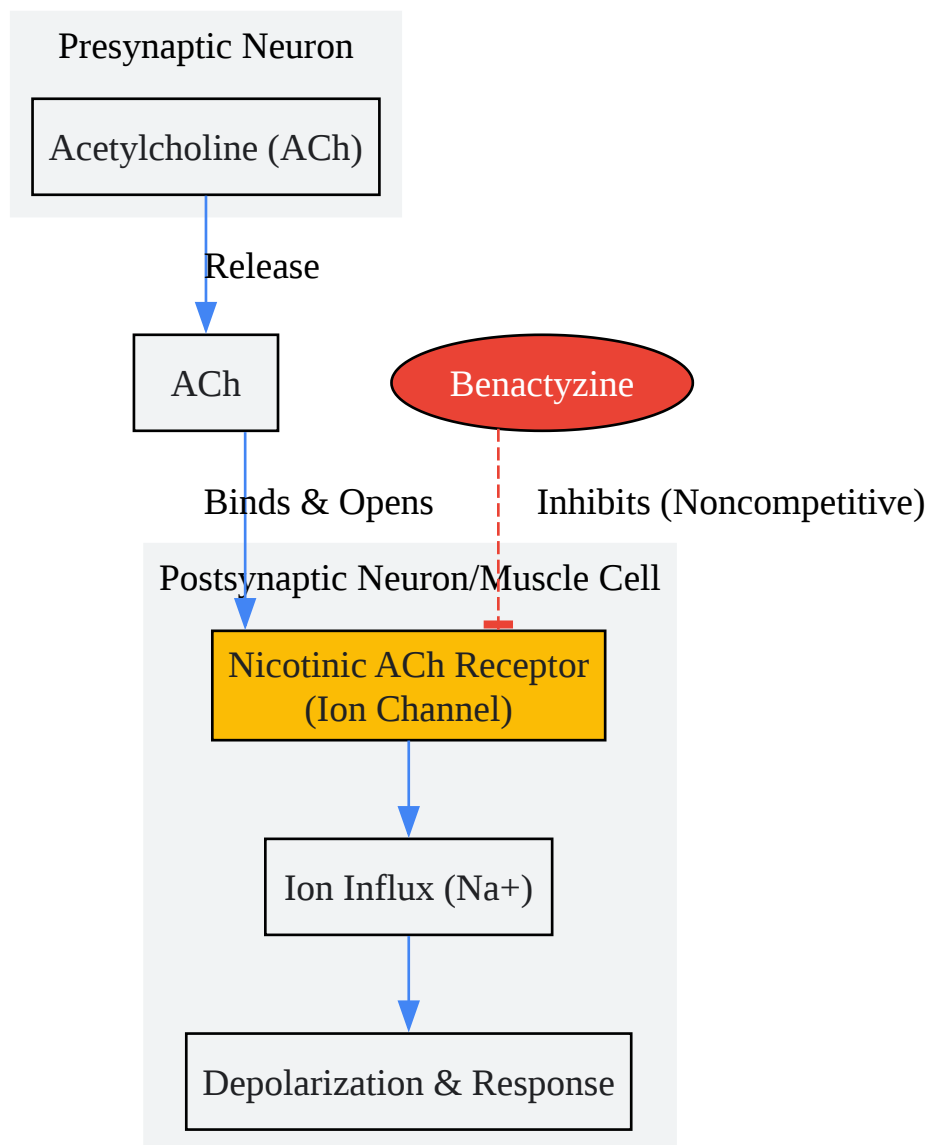 Presynaptic Neuron
Acetylcholine (ACh)
Release
ACh
Benactyzine
Binds & Opens
Inhibits (Noncompetitive)
Postsynaptic Neuron/Muscle Cell
Nicotinic ACh Receptor
(Ion Channel)
Ion Influx (Na+)
Depolarization & Response